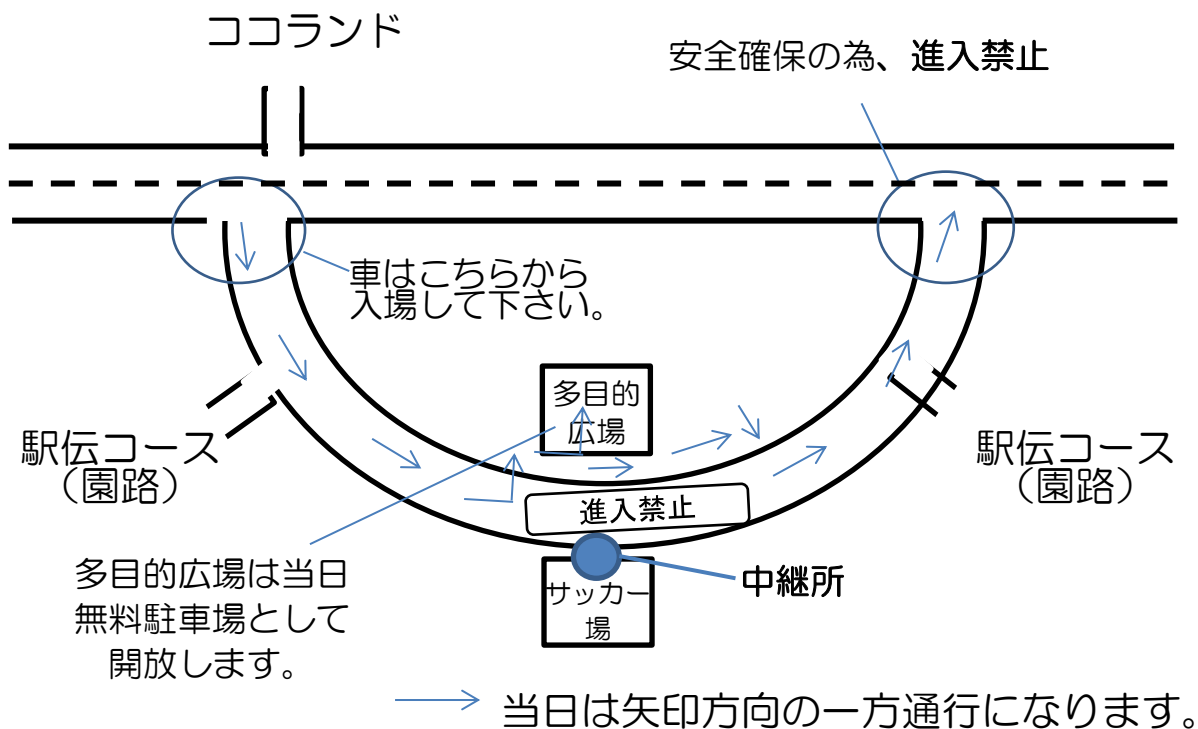 ココランド
安全確保の為、進入禁止
車はこちらから
入場して下さい。
多目的
広場
駅伝コース
（園路）
駅伝コース
（園路）
進入禁止
中継所
サッカー
場
多目的広場は当日
無料駐車場として
開放します。
当日は矢印方向の一方通行になります。